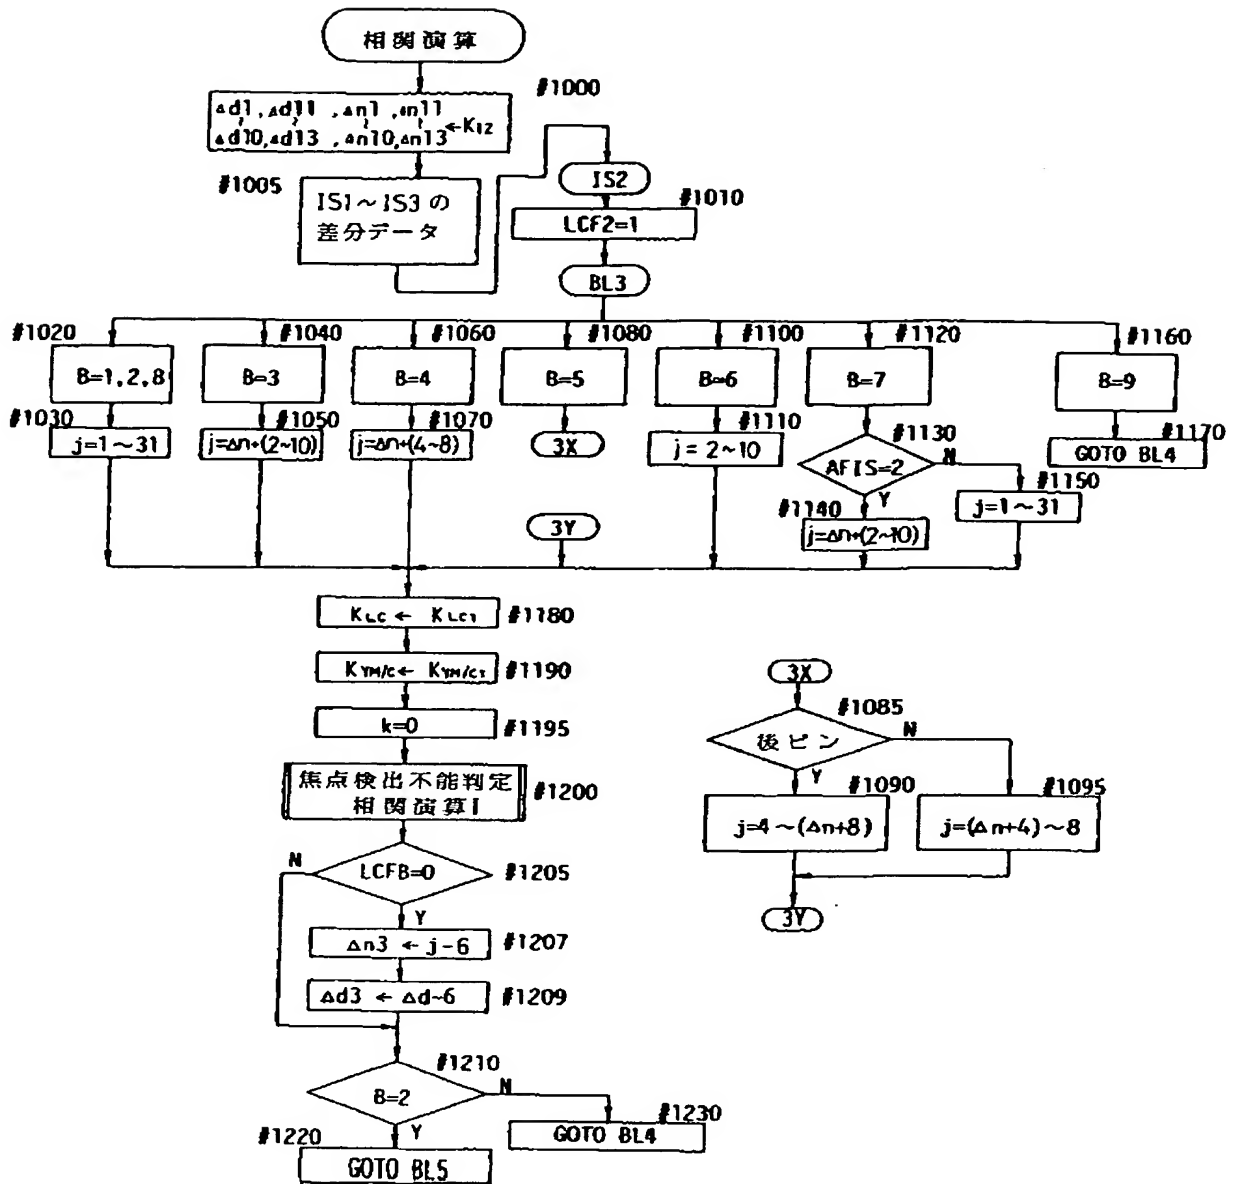 相関演算
#1000
Δd1,Δd11 ,Δn1 ,Δn11
~ ~ ~ ~ ←K12
Δd10,Δd13 ,Δn10,Δn13
#1005
IS1～IS3の
差分データ
IS2
#1010
LCF2=1
BL3
#1020
B=1,2,8
#1040
B=3
#1060
B=4
#1080
B=5
#1100
B=6
#1120
B=7
#1160
B=9
#1030
j=1～31
#1050
j=Δn+(2~10)
#1070
j=Δn+(4~8)
3X
#1110
j=2~10
#1130
AFIS=2
N
Y
#1170
GOTO BL4
#1140
j=Δn+(2~10)
#1150
j=1～31
3Y
KLC ← KLC1
#1180
KYM/C← KYM/C1
#1190
k=0
#1195
焦点検出不能判定
相関演算I
#1200
LCFB=0
#1205
N
Y
Δn3 ← j-6
#1207
Δd3 ← Δd~6
#1209
#1210
B=2
N
Y
#1220
GOTO BL5
#1230
GOTO BL4
3X
#1085
後ピン
N
Y
#1090
j=4～(Δn+8)
#1095
j=(Δn+4)～8
3Y